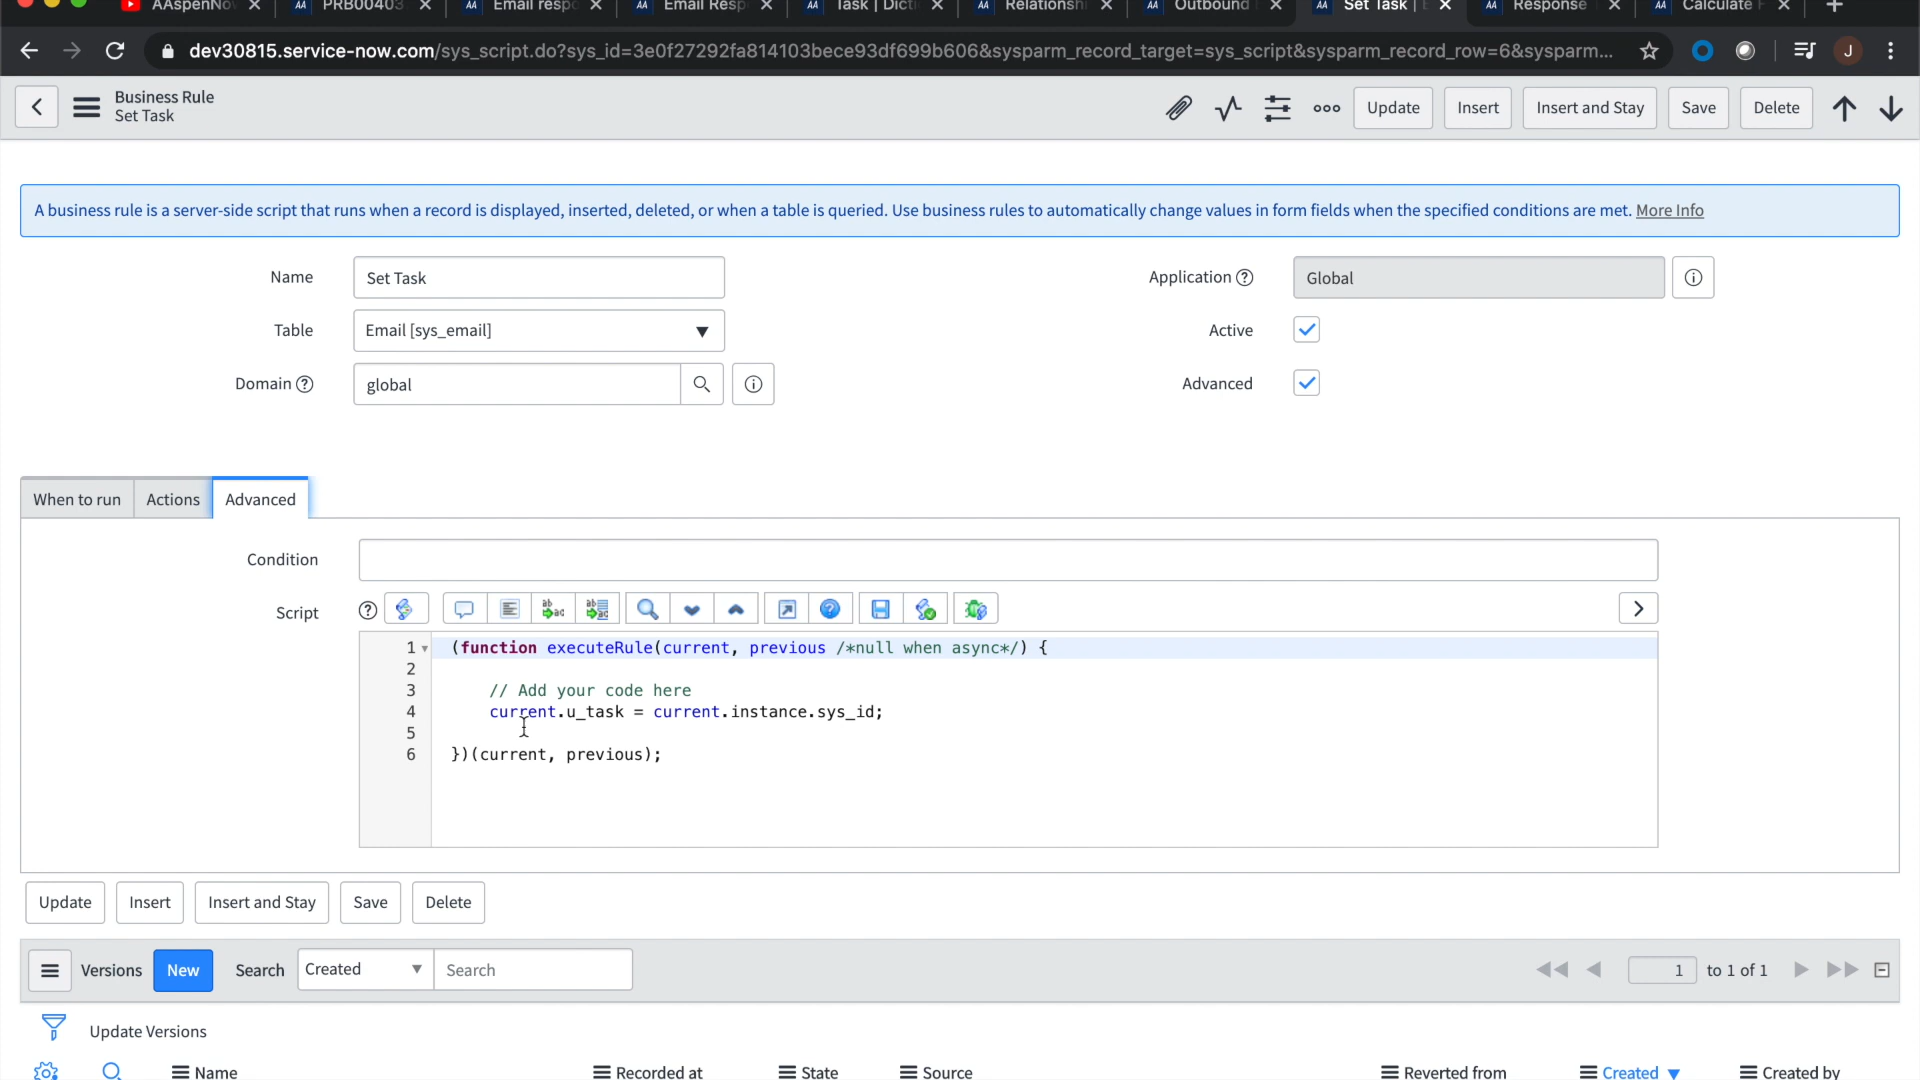 AAspenNo
PRB00403
Email respo
Email Resp
Task | Dicti
Relationshi
Outbound
Set Task |
Response
Calculate
dev30815.service-now.com/sys_script.do?sys_id=3e0f27292fa814103bece93df699b606&sysparm_record_target=sys_script&sysparm_record_row=6&sysparm...
J
Business Rule
Set Task
Update
Insert
Insert and Stay
Save
Delete
A business rule is a server-side script that runs when a record is displayed, inserted, deleted, or when a table is queried. Use business rules to automatically change values in form fields when the specified conditions are met. More Info
Name
Set Task
Application
Global
Table
Email [sys_email]
Active
Domain
global
Advanced
When to run
Actions
Advanced
Condition
Script
1 (function executeRule(current, previous /*null when async*/) {
2
3 // Add your code here
4 current.u_task = current.instance.sys_id;
5
6 })(current, previous);
Update
Insert
Insert and Stay
Save
Delete
Versions
New
Search
Created
Search
1 to 1 of 1
Update Versions
Name
Recorded at
State
Source
Reverted from
Created
Created by